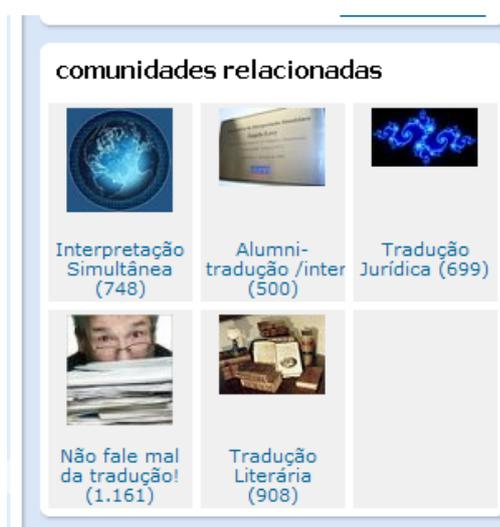 comunidades relacionadas
Interpretação
Simultânea
(748)
Alumni-
tradução /inter
(500)
Tradução
Jurídica (699)
Não fale mal
da tradução!
(1.161)
Tradução
Literária
(908)